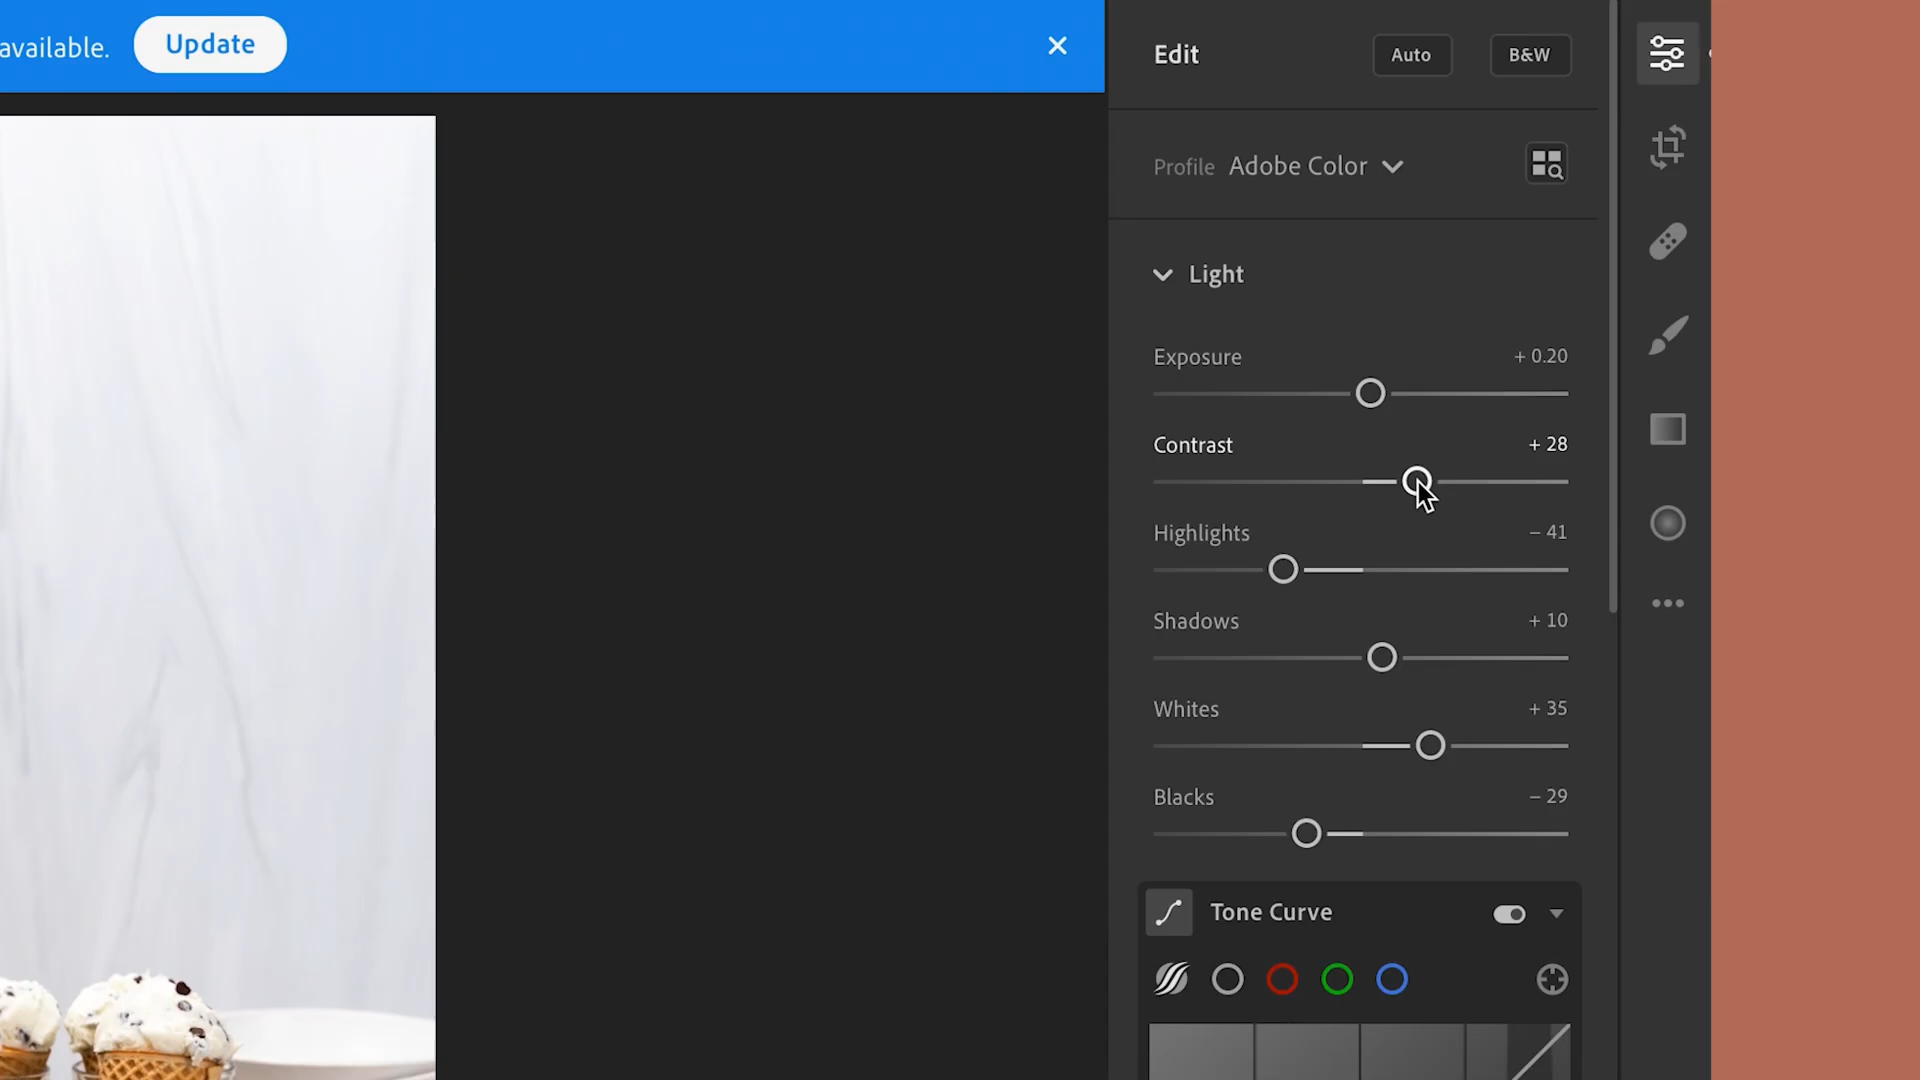 available.
Update
Edit
Auto
B&W
Profile Adobe Color
Light
Exposure + 0.20
Contrast + 28
Highlights – 41
Shadows + 10
Whites + 35
Blacks – 29
Tone Curve